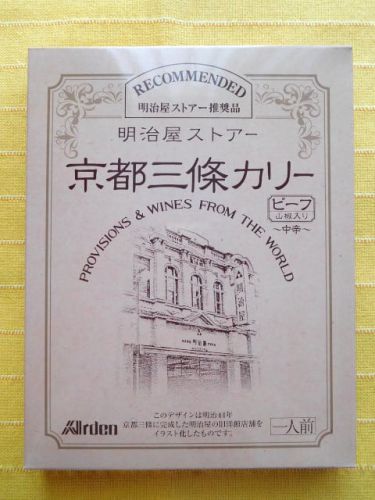 RECOMMENDED
明治屋ストアー推奨品
明治屋ストアー
京都三條カリー
ビーフ
山椒入り
～中辛～
PROVISIONS & WINES FROM THE WORLD
明治屋
Arden
このデザインは明治44年
京都三條に完成した明治屋の旧洋館店舗を
イラスト化したものです。
一人前